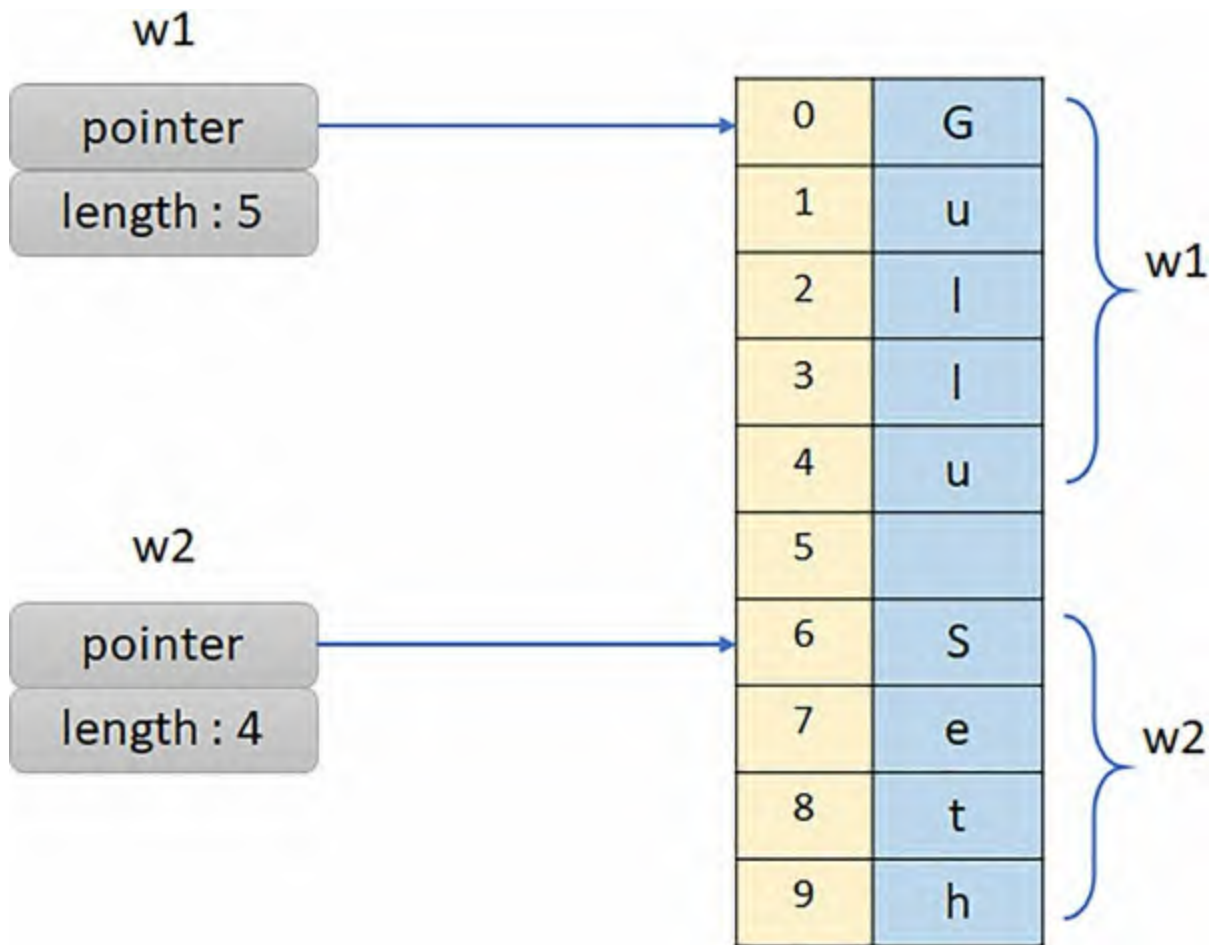 w1
pointer
length : 5
w2
pointer
length : 4
0 G
1 u
2 l
3 l
4 u
5
6 S
7 e
8 t
9 h
w1
w2